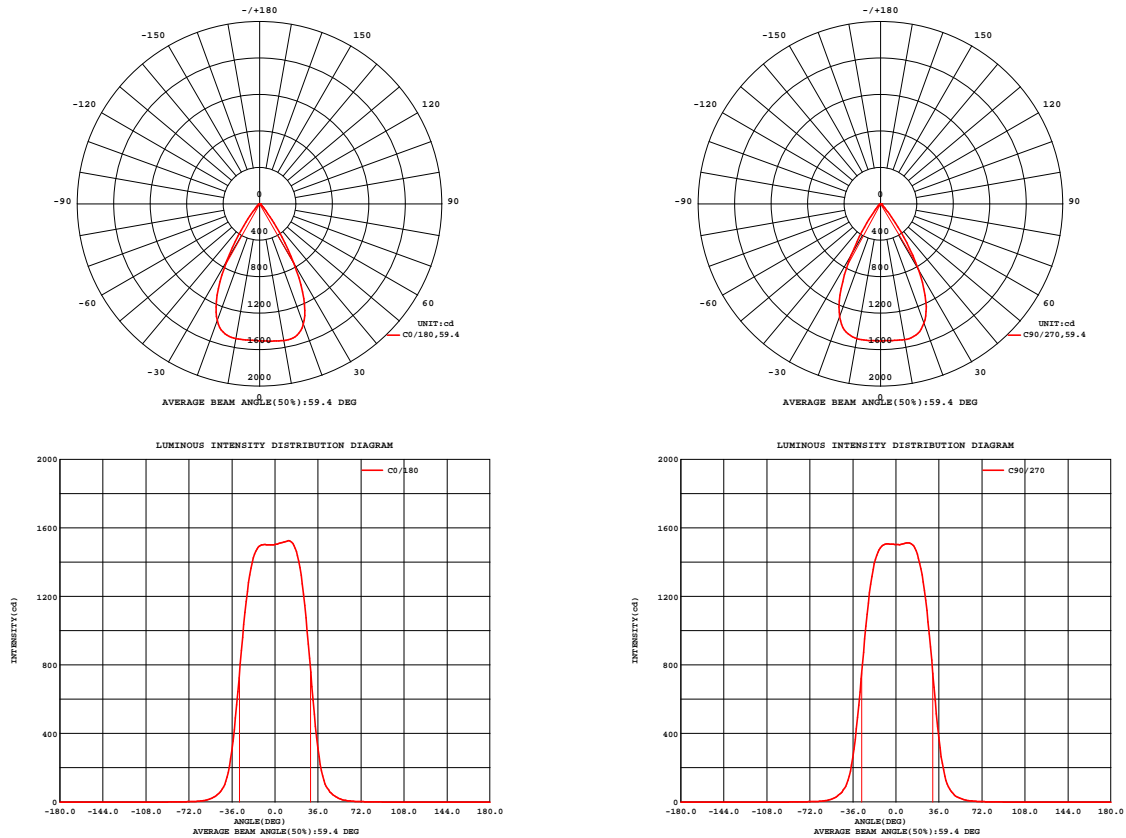 -/+180
-150
150
-120
120
-90
0
90
400
800
-60
1200
60
UNIT:cd
C0/180,59.4
1600
-30
30
2000
0
AVERAGE BEAM ANGLE(50%):59.4 DEG
-/+180
-150
150
-120
120
-90
0
90
400
800
-60
1200
60
UNIT:cd
C90/270,59.4
1600
-30
30
2000
0
AVERAGE BEAM ANGLE(50%):59.4 DEG
LUMINOUS INTENSITY DISTRIBUTION DIAGRAM
2000
C0/180
1600
1200
INTENSITY(cd)
800
400
0
-180.0 -144.0 -108.0 -72.0 -36.0 0.0 36.0 72.0 108.0 144.0 180.0
ANGLE(DEG)
AVERAGE BEAM ANGLE(50%):59.4 DEG
LUMINOUS INTENSITY DISTRIBUTION DIAGRAM
2000
C90/270
1600
1200
INTENSITY(cd)
800
400
0
-180.0 -144.0 -108.0 -72.0 -36.0 0.0 36.0 72.0 108.0 144.0 180.0
ANGLE(DEG)
AVERAGE BEAM ANGLE(50%):59.4 DEG